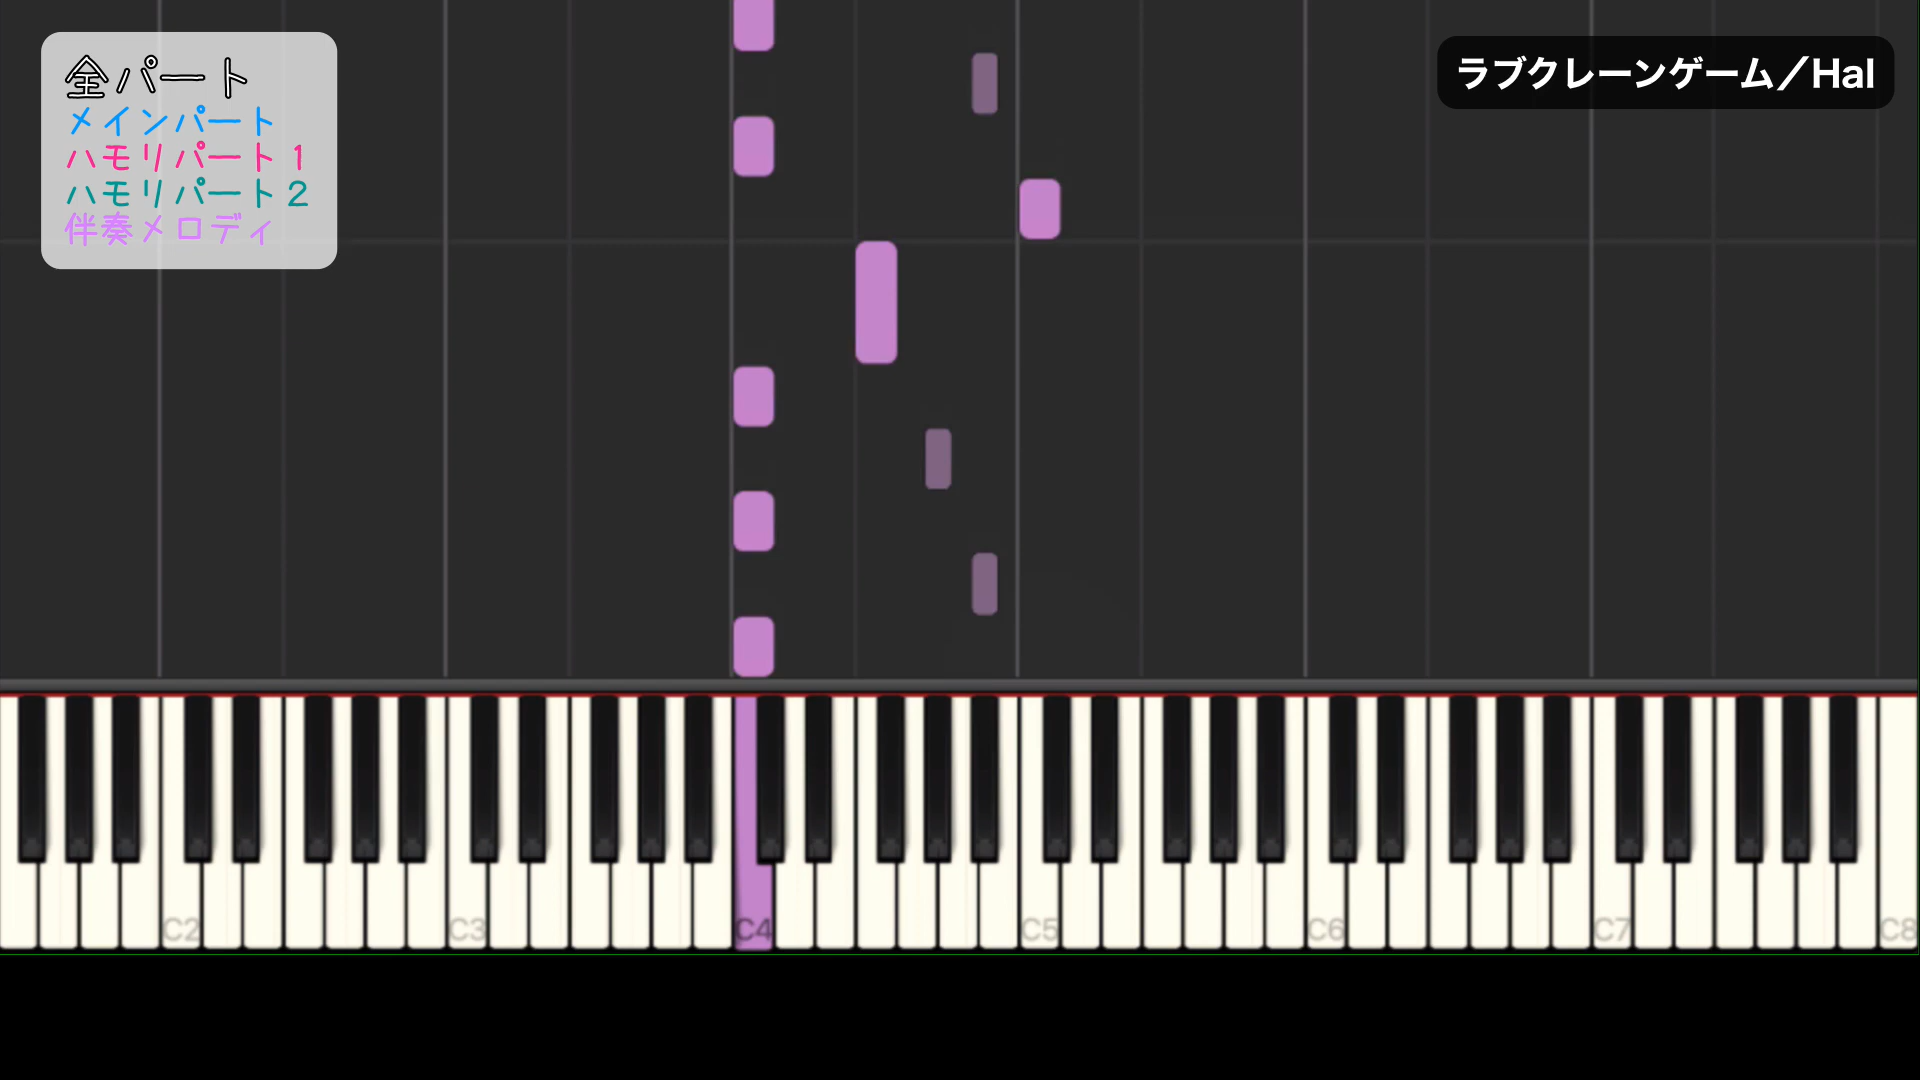 全パート
メインパート
ハモリパート1
ハモリパート2
伴奏メロディ
ラブクレーンゲーム／Hal
C2 C3 C4 C5 C6 C7 C8